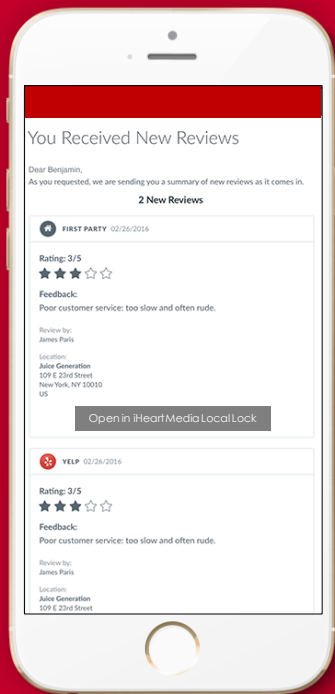 You Received New Reviews
Dear Benjamin,
As you requested, we are sending you a summary of new reviews as it comes in.
2 New Reviews
FIRST PARTY 02/26/2016
Rating: 3/5
Feedback:
Poor customer service: too slow and often rude.
Review by:
James Paris
Location:
Juice Generation
109 E 23rd Street
New York, NY 10010
US
Open in iHeartMedia Local Lock
YELP 02/26/2016
Rating: 3/5
Feedback:
Poor customer service: too slow and often rude.
Review by:
James Paris
Location:
Juice Generation
109 E 23rd Street